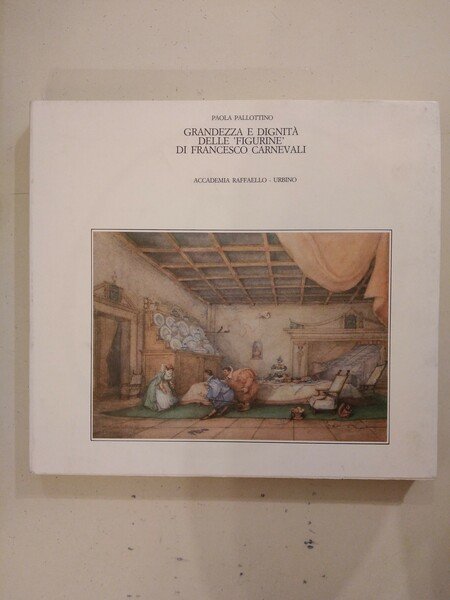 PAOLA PALLOTTINO
GRANDEZZA E DIGNITÀ
DELLE 'FIGURINE'
DI FRANCESCO CARNEVALI
ACCADEMIA RAFFAELLO - URBINO